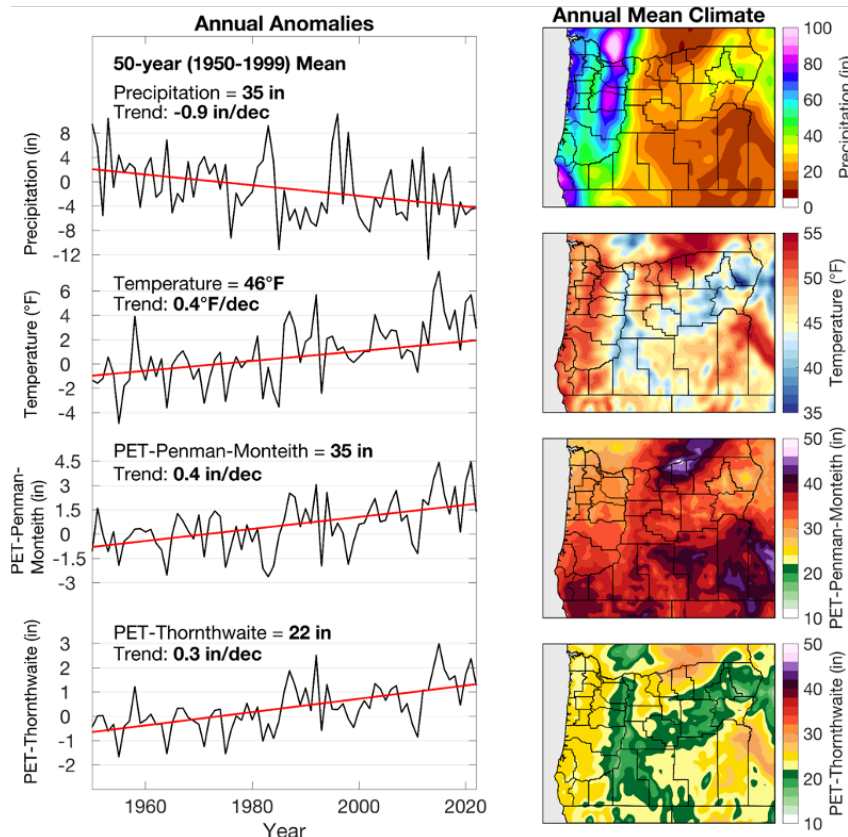 Annual Anomalies
50-year (1950-1999) Mean
Precipitation = 35 in
Trend: -0.9 in/dec
Precipitation (in)
8
4
0
-4
-8
-12
Temperature = 46°F
Trend: 0.4°F/dec
Temperature (°F)
6
4
2
0
-2
-4
PET-Penman-Monteith = 35 in
Trend: 0.4 in/dec
PET-Penman-
Monteith (in)
4.5
3
1.5
0
-1.5
-3
PET-Thornthwaite = 22 in
Trend: 0.3 in/dec
PET-Thornthwaite (in)
3
2
1
0
-1
-2
1960
1980
2000
2020
Year
Annual Mean Climate
100
80
60
40
20
0
Precipitation (in)
55
50
45
40
35
Temperature (°F)
50
40
30
20
10
PET-Penman-Monteith (in)
50
40
30
20
10
PET-Thornthwaite (in)